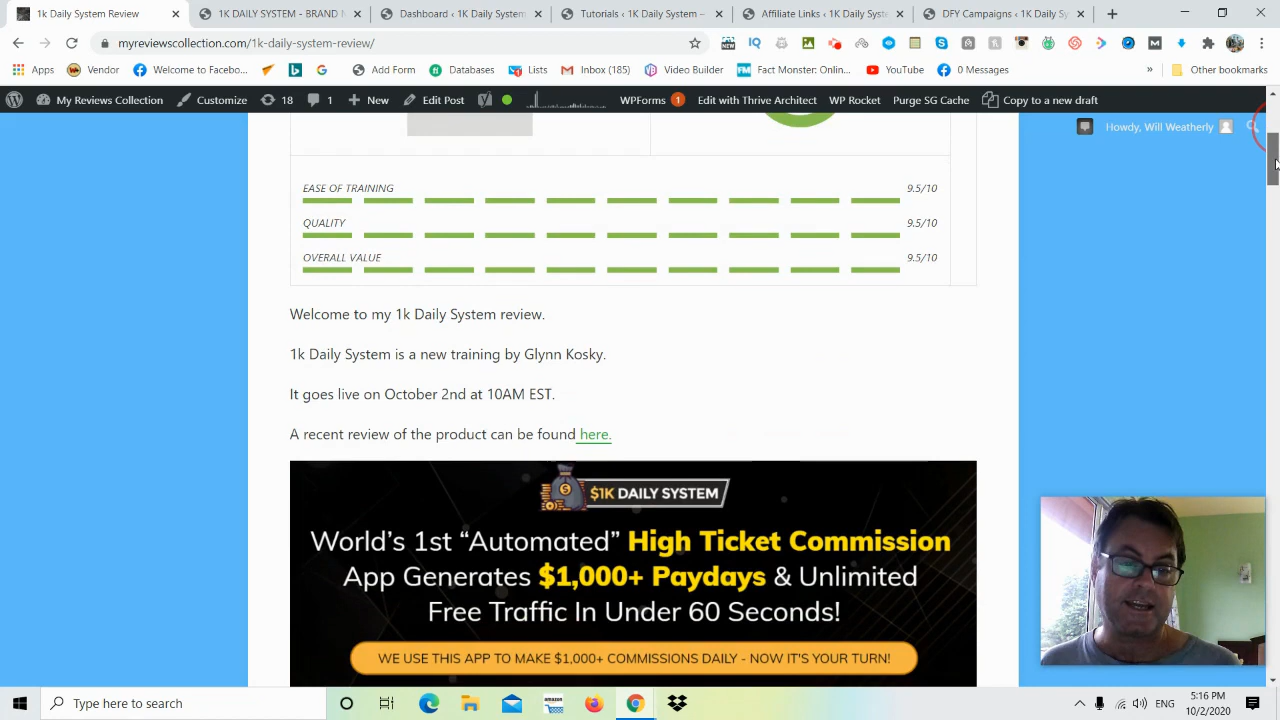 1K Daily System Review
1K DAILY SYSTEM - BRAND N
Dashboard ‹ 1K Daily System —
Tutorials ‹ 1K Daily System —
Affiliate Links ‹ 1K Daily Syste
DFY Campaigns ‹ 1K Daily Sy
myreviewscollection.com/1k-daily-system-review/
Apps
Vendor
Welcome to Facebo...
Add Form
Databases
Lists
Inbox (185)
Video Builder
Fact Monster: Onlin...
YouTube
0 Messages
Other bookmarks
My Reviews Collection
Customize
18
1
New
Edit Post
WPForms 1
Edit with Thrive Architect
WP Rocket
Purge SG Cache
Copy to a new draft
Howdy, Will Weatherly
EASE OF TRAINING 9.5/10
QUALITY 9.5/10
OVERALL VALUE 9.5/10
Welcome to my 1k Daily System review.
1k Daily System is a new training by Glynn Kosky.
It goes live on October 2nd at 10AM EST.
A recent review of the product can be found here.
$1K DAILY SYSTEM
World's 1st "Automated" High Ticket Commission
App Generates $1,000+ Paydays & Unlimited
Free Traffic In Under 60 Seconds!
WE USE THIS APP TO MAKE $1,000+ COMMISSIONS DAILY - NOW IT'S YOUR TURN!
Type here to search
ENG
5:16 PM
10/2/2020